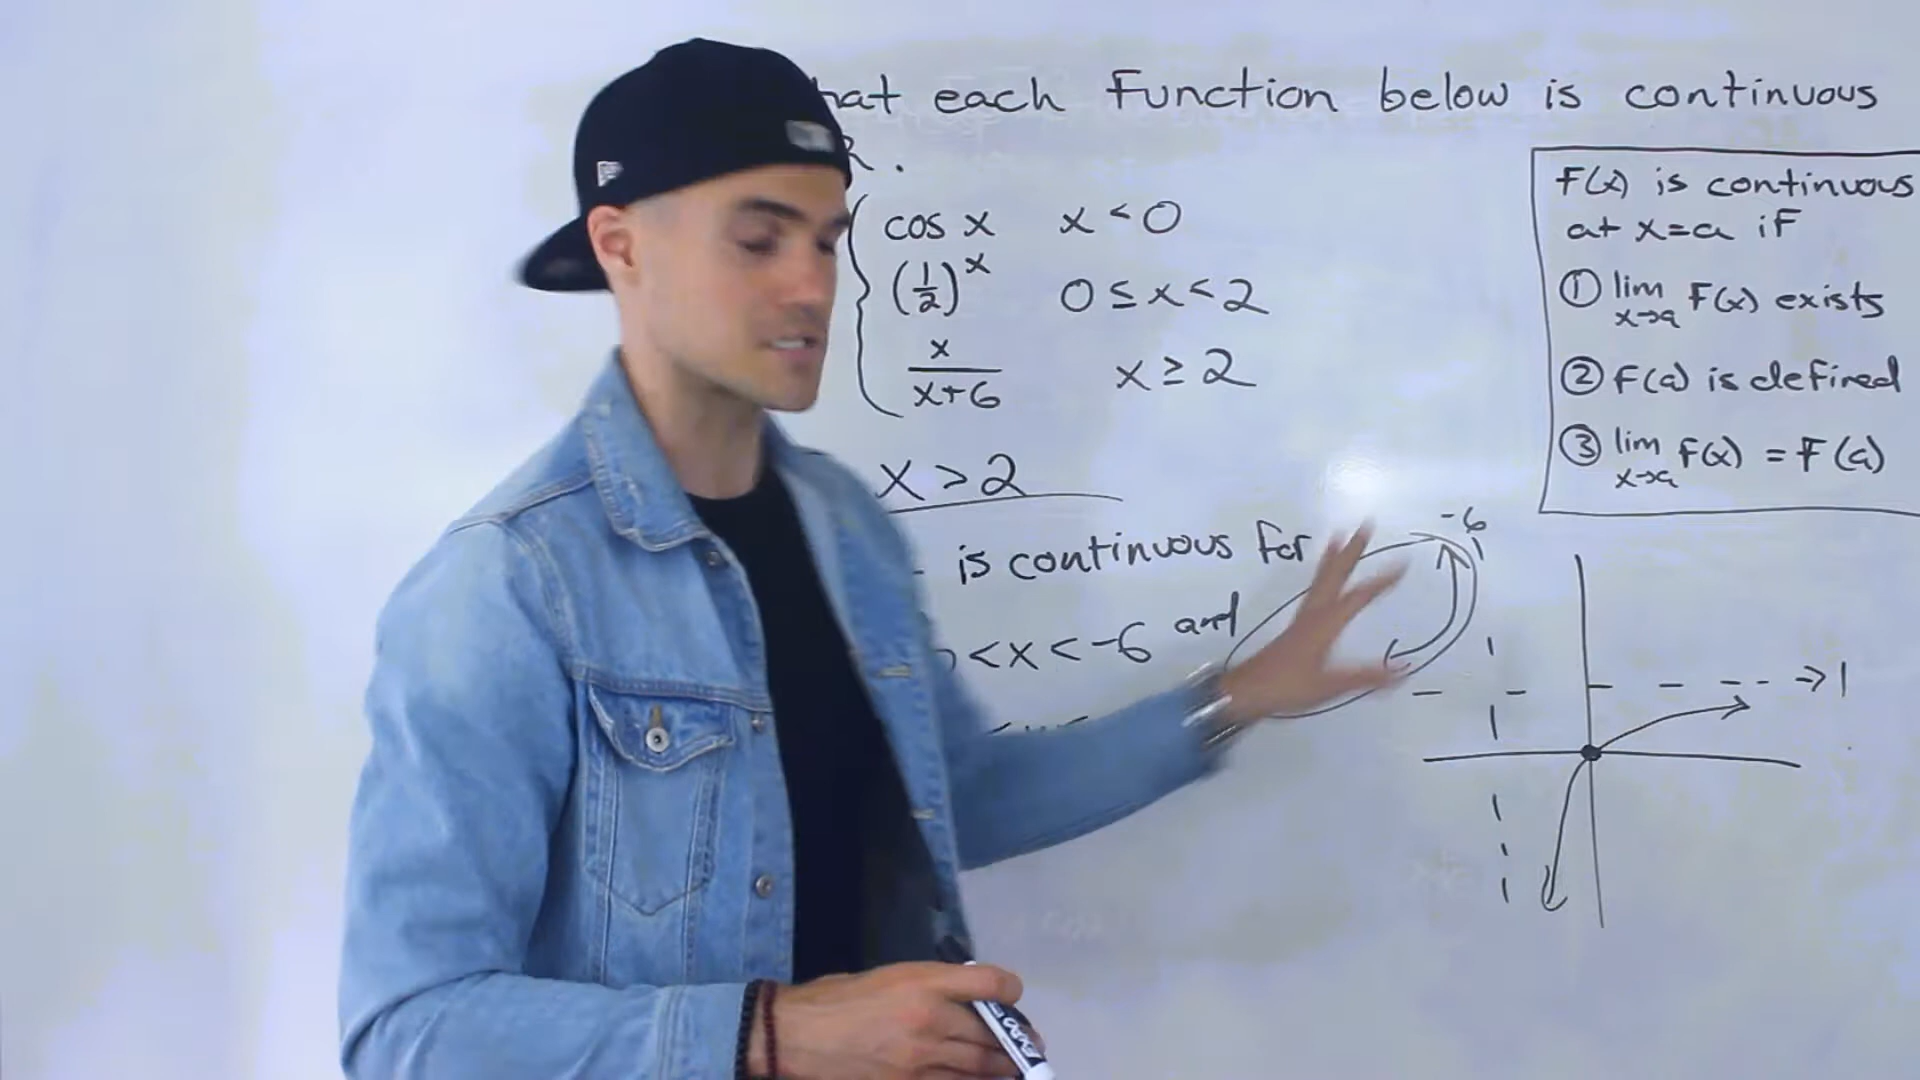 hat each Function below is continuous
R.
cos x x < 0
(1/2)^x 0 ≤ x < 2
x/(x+6) x ≥ 2
x > 2
is continuous for
< x < -6 and
F(x) is continuous
at x = a if
① lim x→a F(x) exists
② F(a) is defined
③ lim x→a F(x) = F(a)
-6
→ 1
EXPO